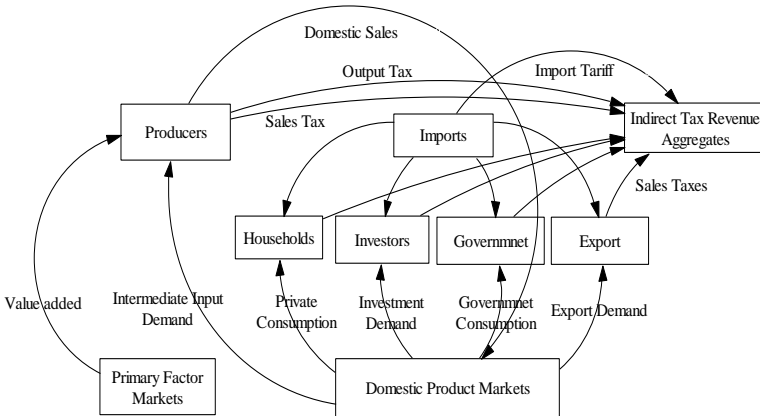 Domestic Sales
Output Tax
Import Tariff
Producers
Sales Tax
Imports
Indirect Tax Revenue
Aggregates
Sales Taxes
Households
Investors
Governmnet
Export
Value added
Intermediate Input
Demand
Private
Consumption
Investment
Demand
Governmnet
Consumption
Export Demand
Primary Factor
Markets
Domestic Product Markets